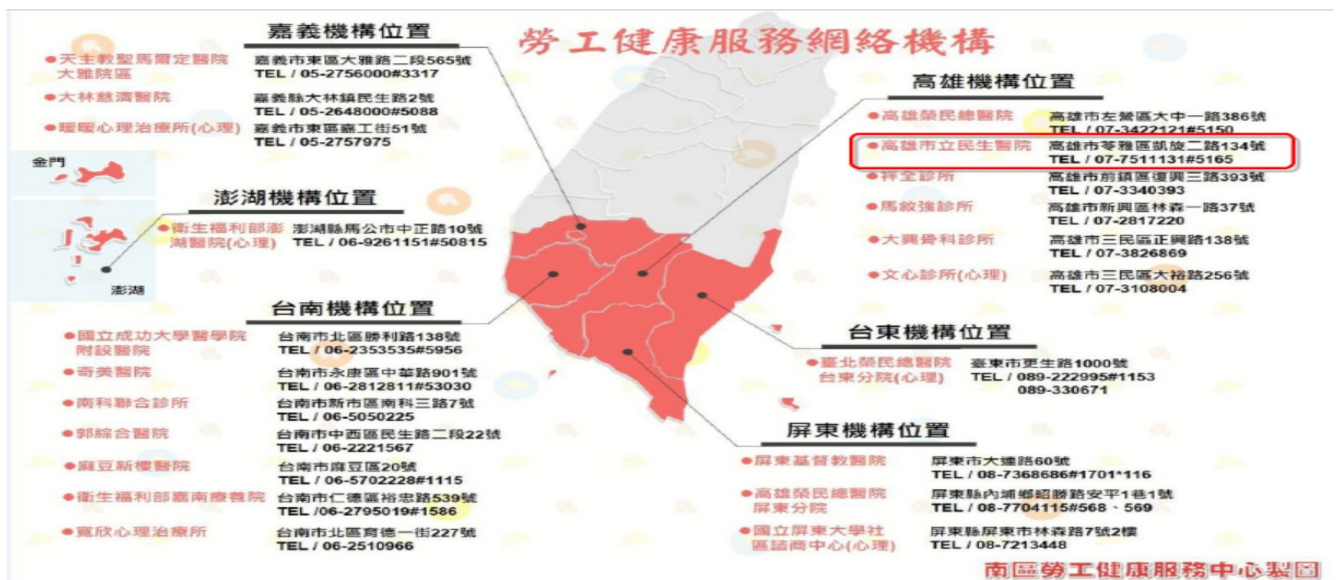 勞工健康服務網絡機構
嘉義機構位置
●天主教聖馬爾定醫院 嘉義市東區大雅路二段565號
大雅院區 TEL / 05-2756000#3317
●大林慈濟醫院 嘉義縣大林鎮民生路2號
TEL / 05-2648000#5088
●暖暖心理治療所(心理) 嘉義市東區嘉工街51號
TEL / 05-2757975
金門
澎湖機構位置
●衛生福利部澎 澎湖縣馬公市中正路10號
湖醫院(心理) TEL / 06-9261151#50815
澎湖
台南機構位置
●國立成功大學醫學院 台南市北區勝利路138號
附設醫院 TEL / 06-2353535#5956
●奇美醫院 台南市永康區中華路901號
TEL / 06-2812811#53030
●南科聯合診所 台南市新市區南科三路7號
TEL / 06-5050225
●郭綜合醫院 台南市中西區民生路二段22號
TEL / 06-2221567
●麻豆新樓醫院 台南市麻豆區20號
TEL / 06-5702228#1115
●衛生福利部嘉南療養院 台南市仁德區裕忠路539號
TEL /06-2795019#1586
●寬欣心理治療所 台南市北區育德一街227號
TEL / 06-2510966
高雄機構位置
●高雄榮民總醫院 高雄市左營區大中一路386號
TEL / 07-3422121#5150
●高雄市立民生醫院 高雄市苓雅區凱旋二路134號
TEL / 07-7511131#5165
●祥全診所 高雄市前鎮區復興三路393號
TEL / 07-3340393
●馬敘強診所 高雄市新興區林森一路37號
TEL / 07-2817220
●大興骨科診所 高雄市三民區正興路138號
TEL / 07-3826869
●文心診所(心理) 高雄市三民區大裕路256號
TEL / 07-3108004
台東機構位置
●臺北榮民總醫院 臺東市更生路1000號
台東分院(心理) TEL / 089-222995#1153
089-330671
屏東機構位置
●屏東基督教醫院 屏東市大連路60號
TEL / 08-7368686#1701*116
●高雄榮民總醫院 屏東縣內埔鄉昭勝路安平1巷1號
屏東分院 TEL / 08-7704115#568、569
●國立屏東大學社 屏東縣屏東市林森路7號2樓
區諮商中心(心理) TEL / 08-7213448
南區勞工健康服務中心製圖